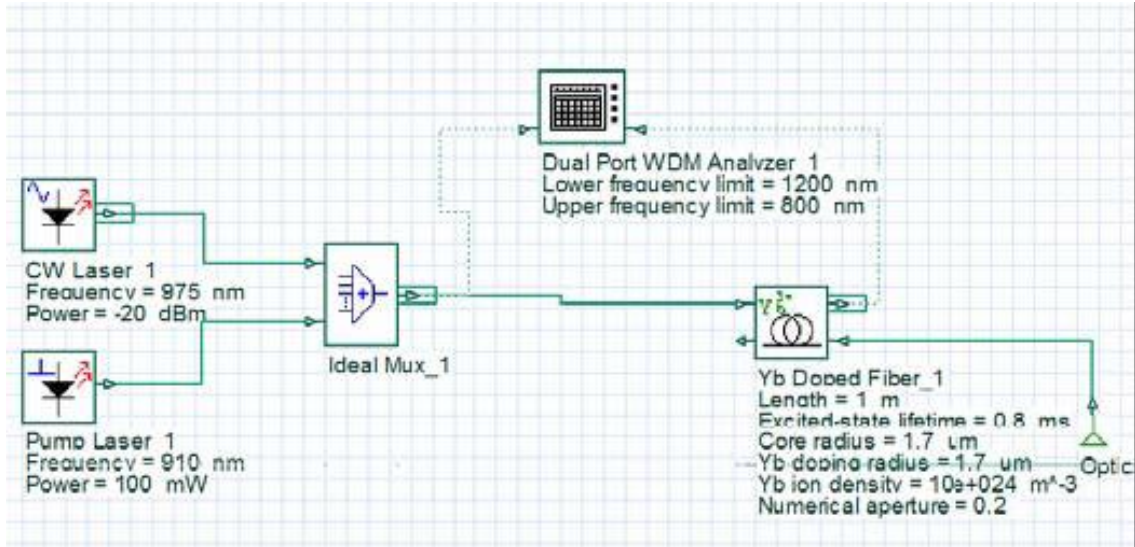 Dual Port WDM Analyzer_1
Lower frequency limit = 1200 nm
Upper frequency limit = 800 nm
CW Laser_1
Frequency = 975 nm
Power = -20 dBm
Ideal Mux_1
Pump Laser_1
Frequency = 910 nm
Power = 100 mW
Yb Doped Fiber_1
Length = 1 m
Excited-state lifetime = 0.8 ms
Core radius = 1.7 um
Yb doping radius = 1.7 um
Yb ion density = 10e+024 m^-3
Numerical aperture = 0.2
Optic